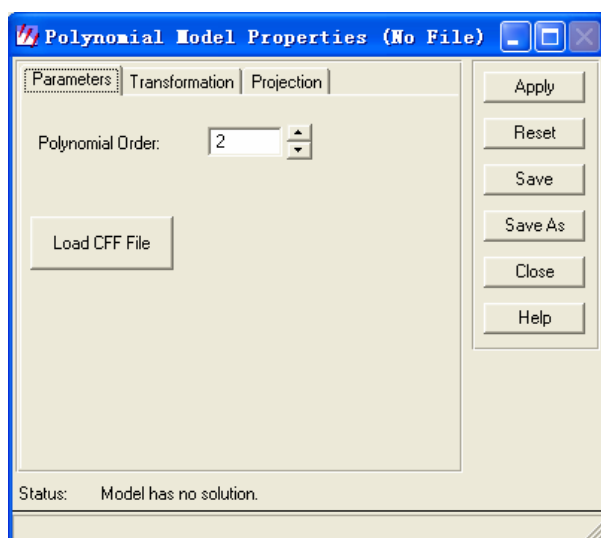 Polynomial Model Properties (No File)
Parameters Transformation Projection
Polynomial Order: 2
Load CFF File
Apply
Reset
Save
Save As
Close
Help
Status: Model has no solution.